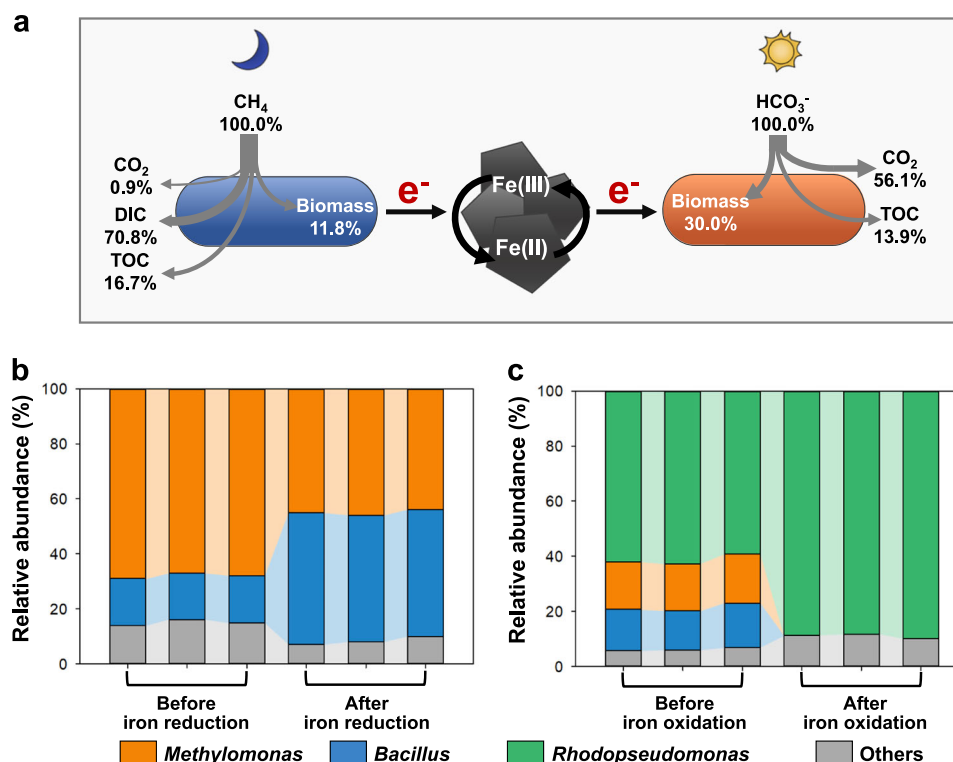 a
CH4
100.0%
CO2
0.9%
DIC
70.8%
TOC
16.7%
Biomass
11.8%
e-
Fe(III)
Fe(II)
e-
HCO3-
100.0%
CO2
56.1%
Biomass
30.0%
TOC
13.9%
b
Relative abundance (%)
100
80
60
40
20
0
Before
iron reduction
After
iron reduction
c
Relative abundance (%)
100
80
60
40
20
0
Before
iron oxidation
After
iron oxidation
Methylomonas
Bacillus
Rhodopseudomonas
Others